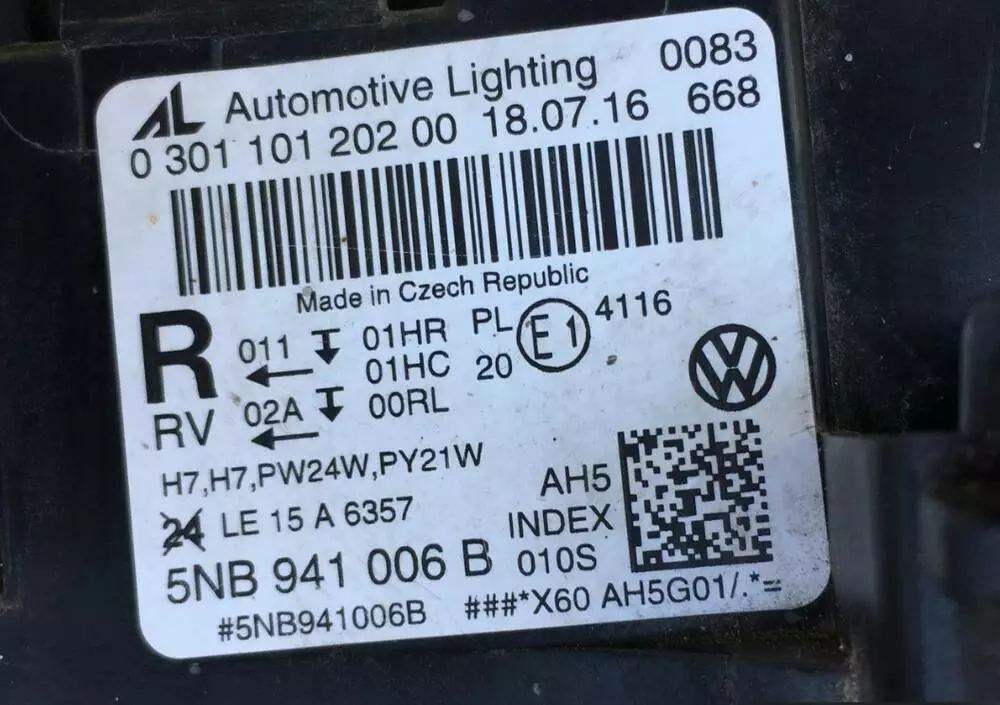 AL Automotive Lighting 0083
0 301 101 202 00 18.07.16 668
Made in Czech Republic
R 011 01HR PL E1 4116
01HC 20
RV 02A 00RL
H7,H7,PW24W,PY21W
AH5
24 LE 15 A 6357
INDEX
5NB 941 006 B 010S
#5NB941006B ###*X60 AH5G01/.*=